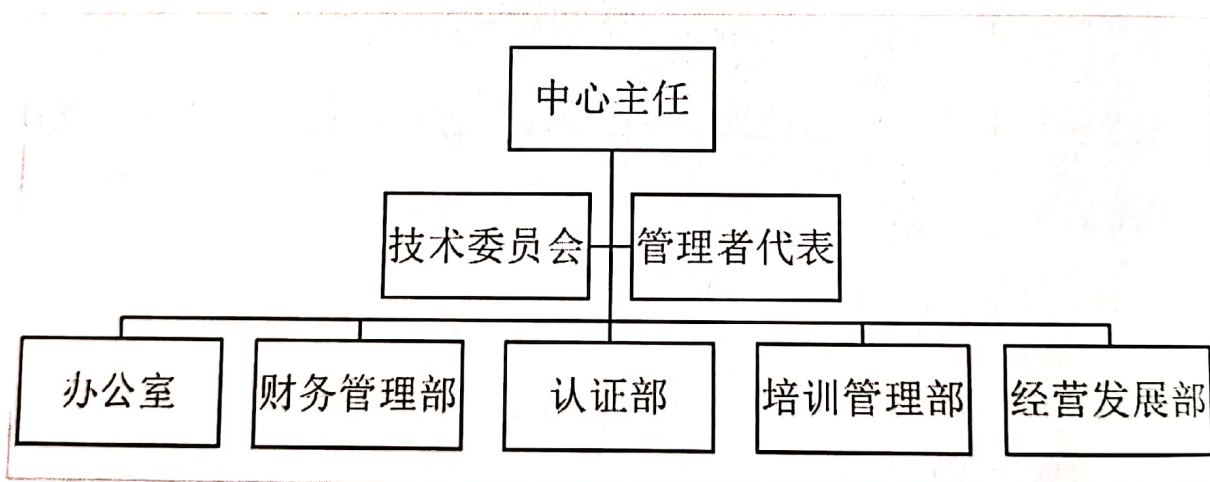 中心主任
技术委员会
管理者代表
办公室
财务管理部
认证部
培训管理部
经营发展部